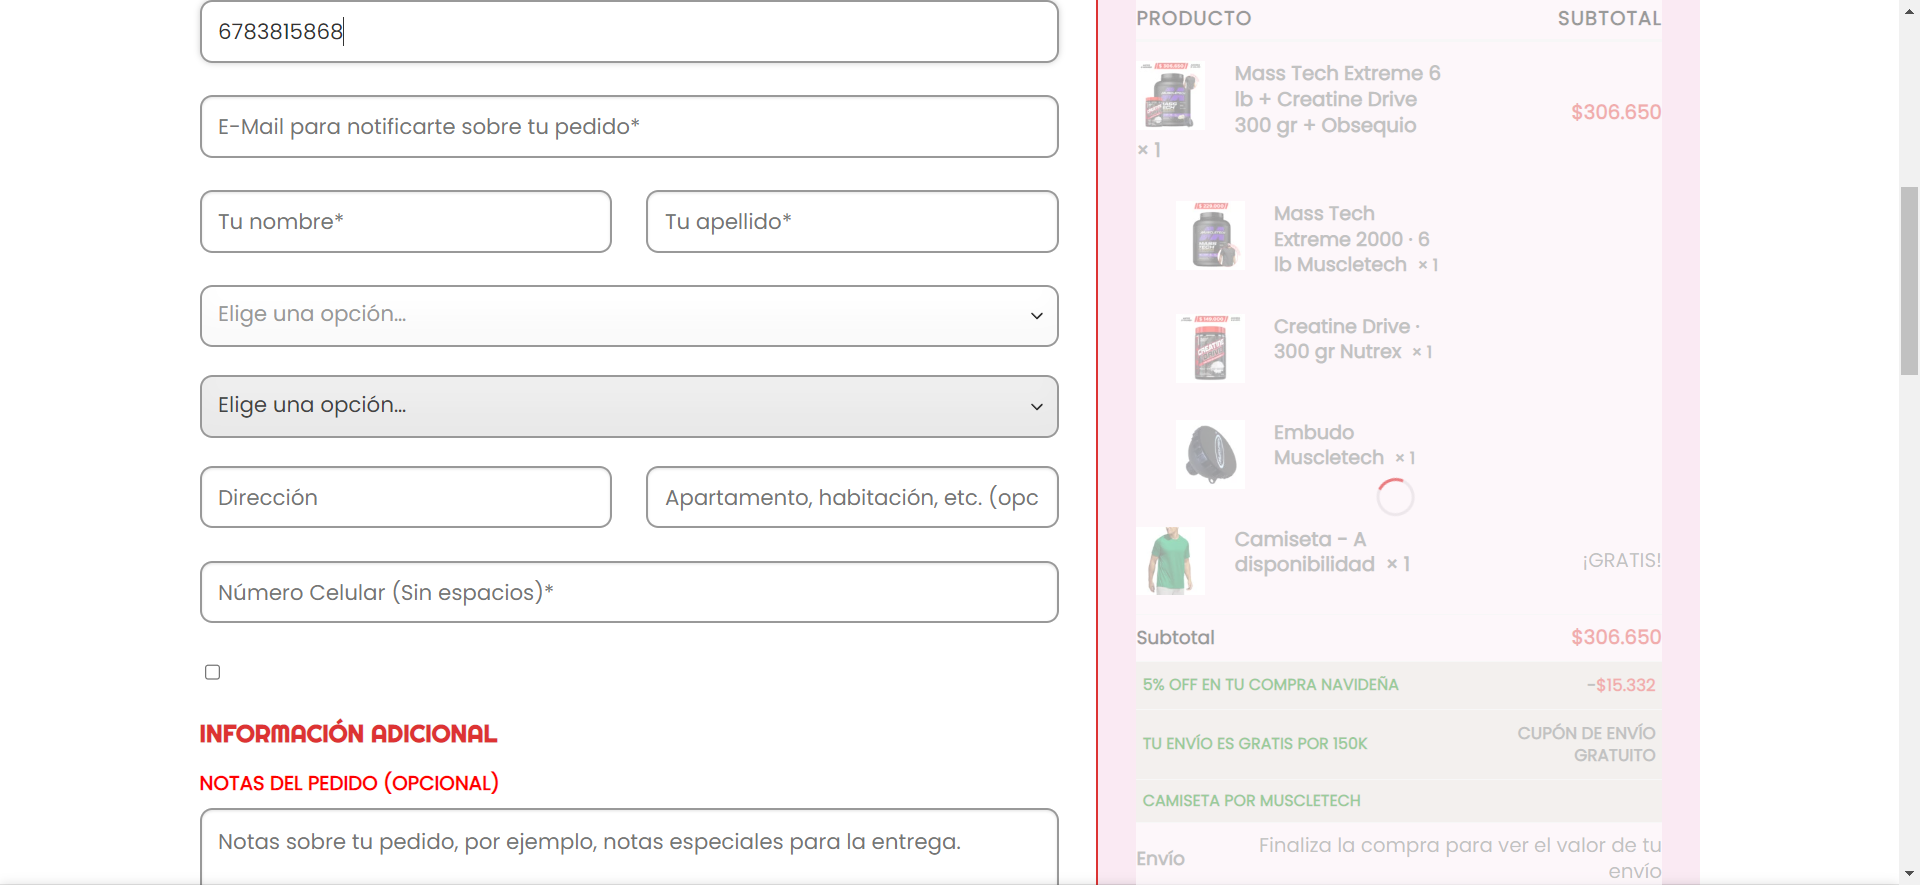 6783815868
E-Mail para notificarte sobre tu pedido*
Tu nombre*
Tu apellido*
Elige una opción...
Elige una opción...
Dirección
Apartamento, habitación, etc. (opc
Número Celular (Sin espacios)*
INFORMACIÓN ADICIONAL
NOTAS DEL PEDIDO (OPCIONAL)
Notas sobre tu pedido, por ejemplo, notas especiales para la entrega.
PRODUCTO SUBTOTAL
Mass Tech Extreme 6
lb + Creatine Drive
300 gr + Obsequio
× 1
$306.650
Mass Tech
Extreme 2000 · 6
lb Muscletech × 1
Creatine Drive ·
300 gr Nutrex × 1
Embudo
Muscletech × 1
Camiseta - A
disponibilidad × 1
¡GRATIS!
Subtotal $306.650
5% OFF EN TU COMPRA NAVIDEÑA -$15.332
TU ENVÍO ES GRATIS POR 150K
CUPÓN DE ENVÍO
GRATUITO
CAMISETA POR MUSCLETECH
Envío
Finaliza la compra para ver el valor de tu
envío